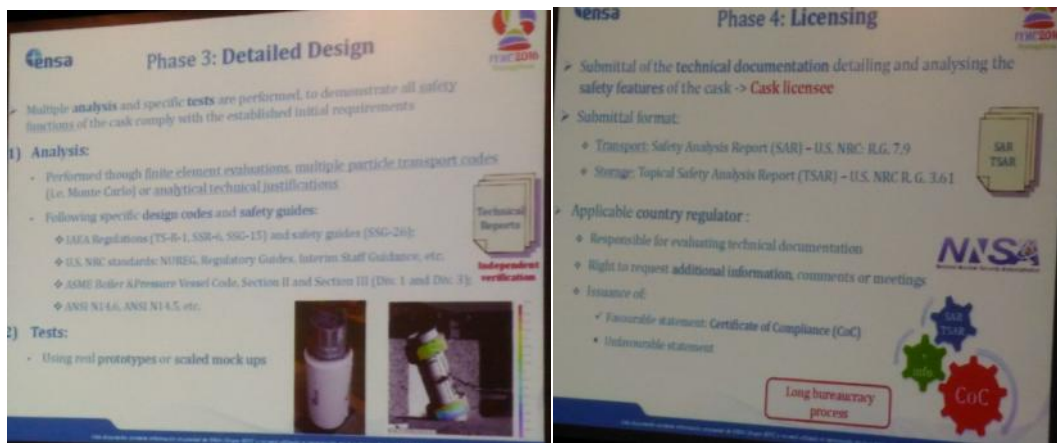 ensa
Phase 3: Detailed Design
➤ Multiple analysis and specific tests are performed, to demonstrate all safety
functions of the cask comply with the established initial requirements
1) Analysis:
- Performed though finite element evaluations, multiple particle transport codes
(i.e. Monte Carlo) or analytical technical justifications
- Following specific design codes and safety guides:
❖ IAEA Regulations (TS-R-1, SSR-6, SSG-15) and safety guides (SSG-26);
❖ U.S. NRC standards: NUREG, Regulatory Guides, Interim Staff Guidance, etc.
❖ ASME Boiler &Pressure Vessel Code, Section II and Section III (Div. 1 and Div. 3);
❖ ANSI N14.6, ANSI N14.5, etc.
2) Tests:
- Using real prototypes or scaled mock ups
Technical
Reports
Independent
verification
ensa
Phase 4: Licensing
➤ Submittal of the technical documentation detailing and analysing the
safety features of the cask -> Cask licensee
➤ Submittal format:
❖ Transport: Safety Analysis Report (SAR) – U.S. NRC: R.G. 7.9
❖ Storage: Topical Safety Analysis Report (TSAR) – U.S. NRC R. G. 3.61
➤ Applicable country regulator :
❖ Responsible for evaluating technical documentation
❖ Right to request additional information, comments or meetings
❖ Issuance of:
✓ Favourable statement: Certificate of Compliance (CoC)
• Unfavourable statement
SAR
TSAR
NNSA
SAR
TSAR
+
info
CoC
Long bureaucracy
process